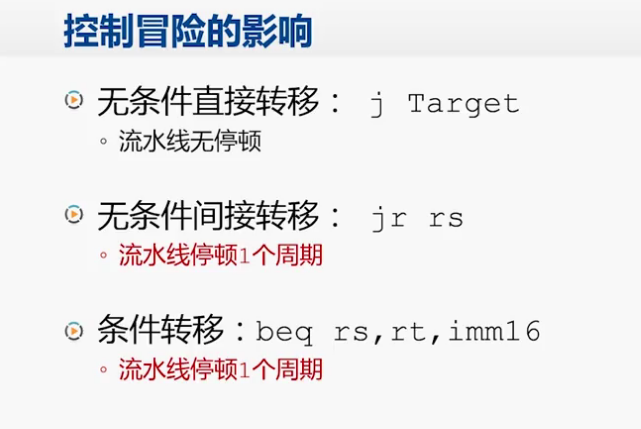 控制冒险的影响
无条件直接转移： j Target
流水线无停顿
无条件间接转移： jr rs
流水线停顿1个周期
条件转移：beq rs,rt,imm16
流水线停顿1个周期